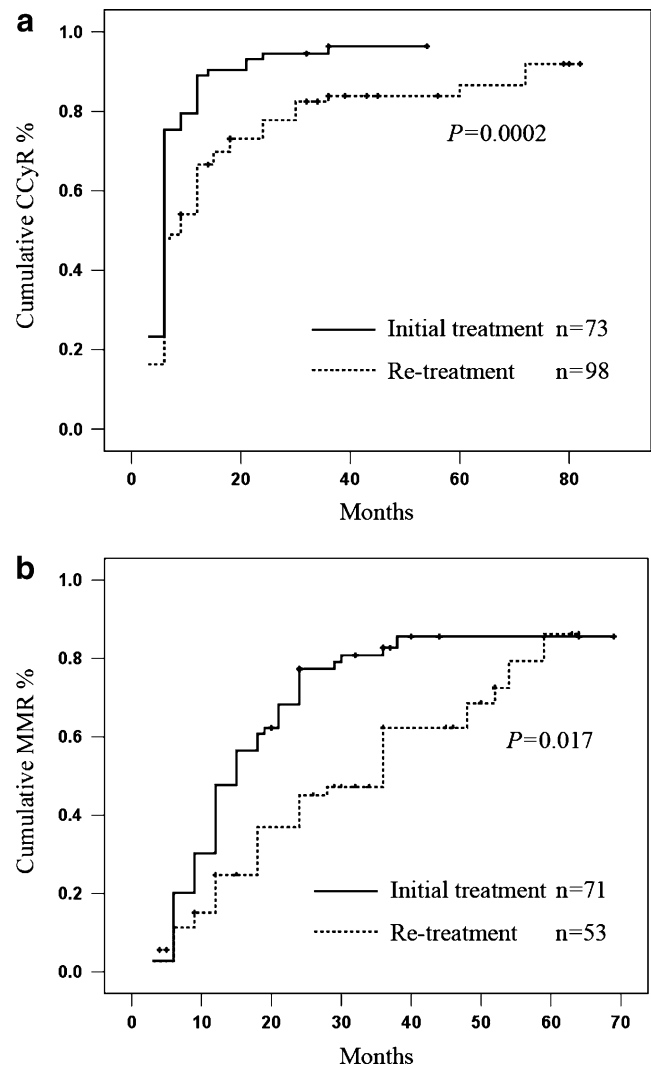 a
1.0
0.8
0.6
0.4
0.2
0.0
Cumulative CCyR %
P=0.0002
Initial treatment n=73
Re-treatment n=98
0 20 40 60 80
Months
b
1.0
0.8
0.6
0.4
0.2
0.0
Cumulative MMR %
P=0.017
Initial treatment n=71
Re-treatment n=53
0 10 20 30 40 50 60 70
Months